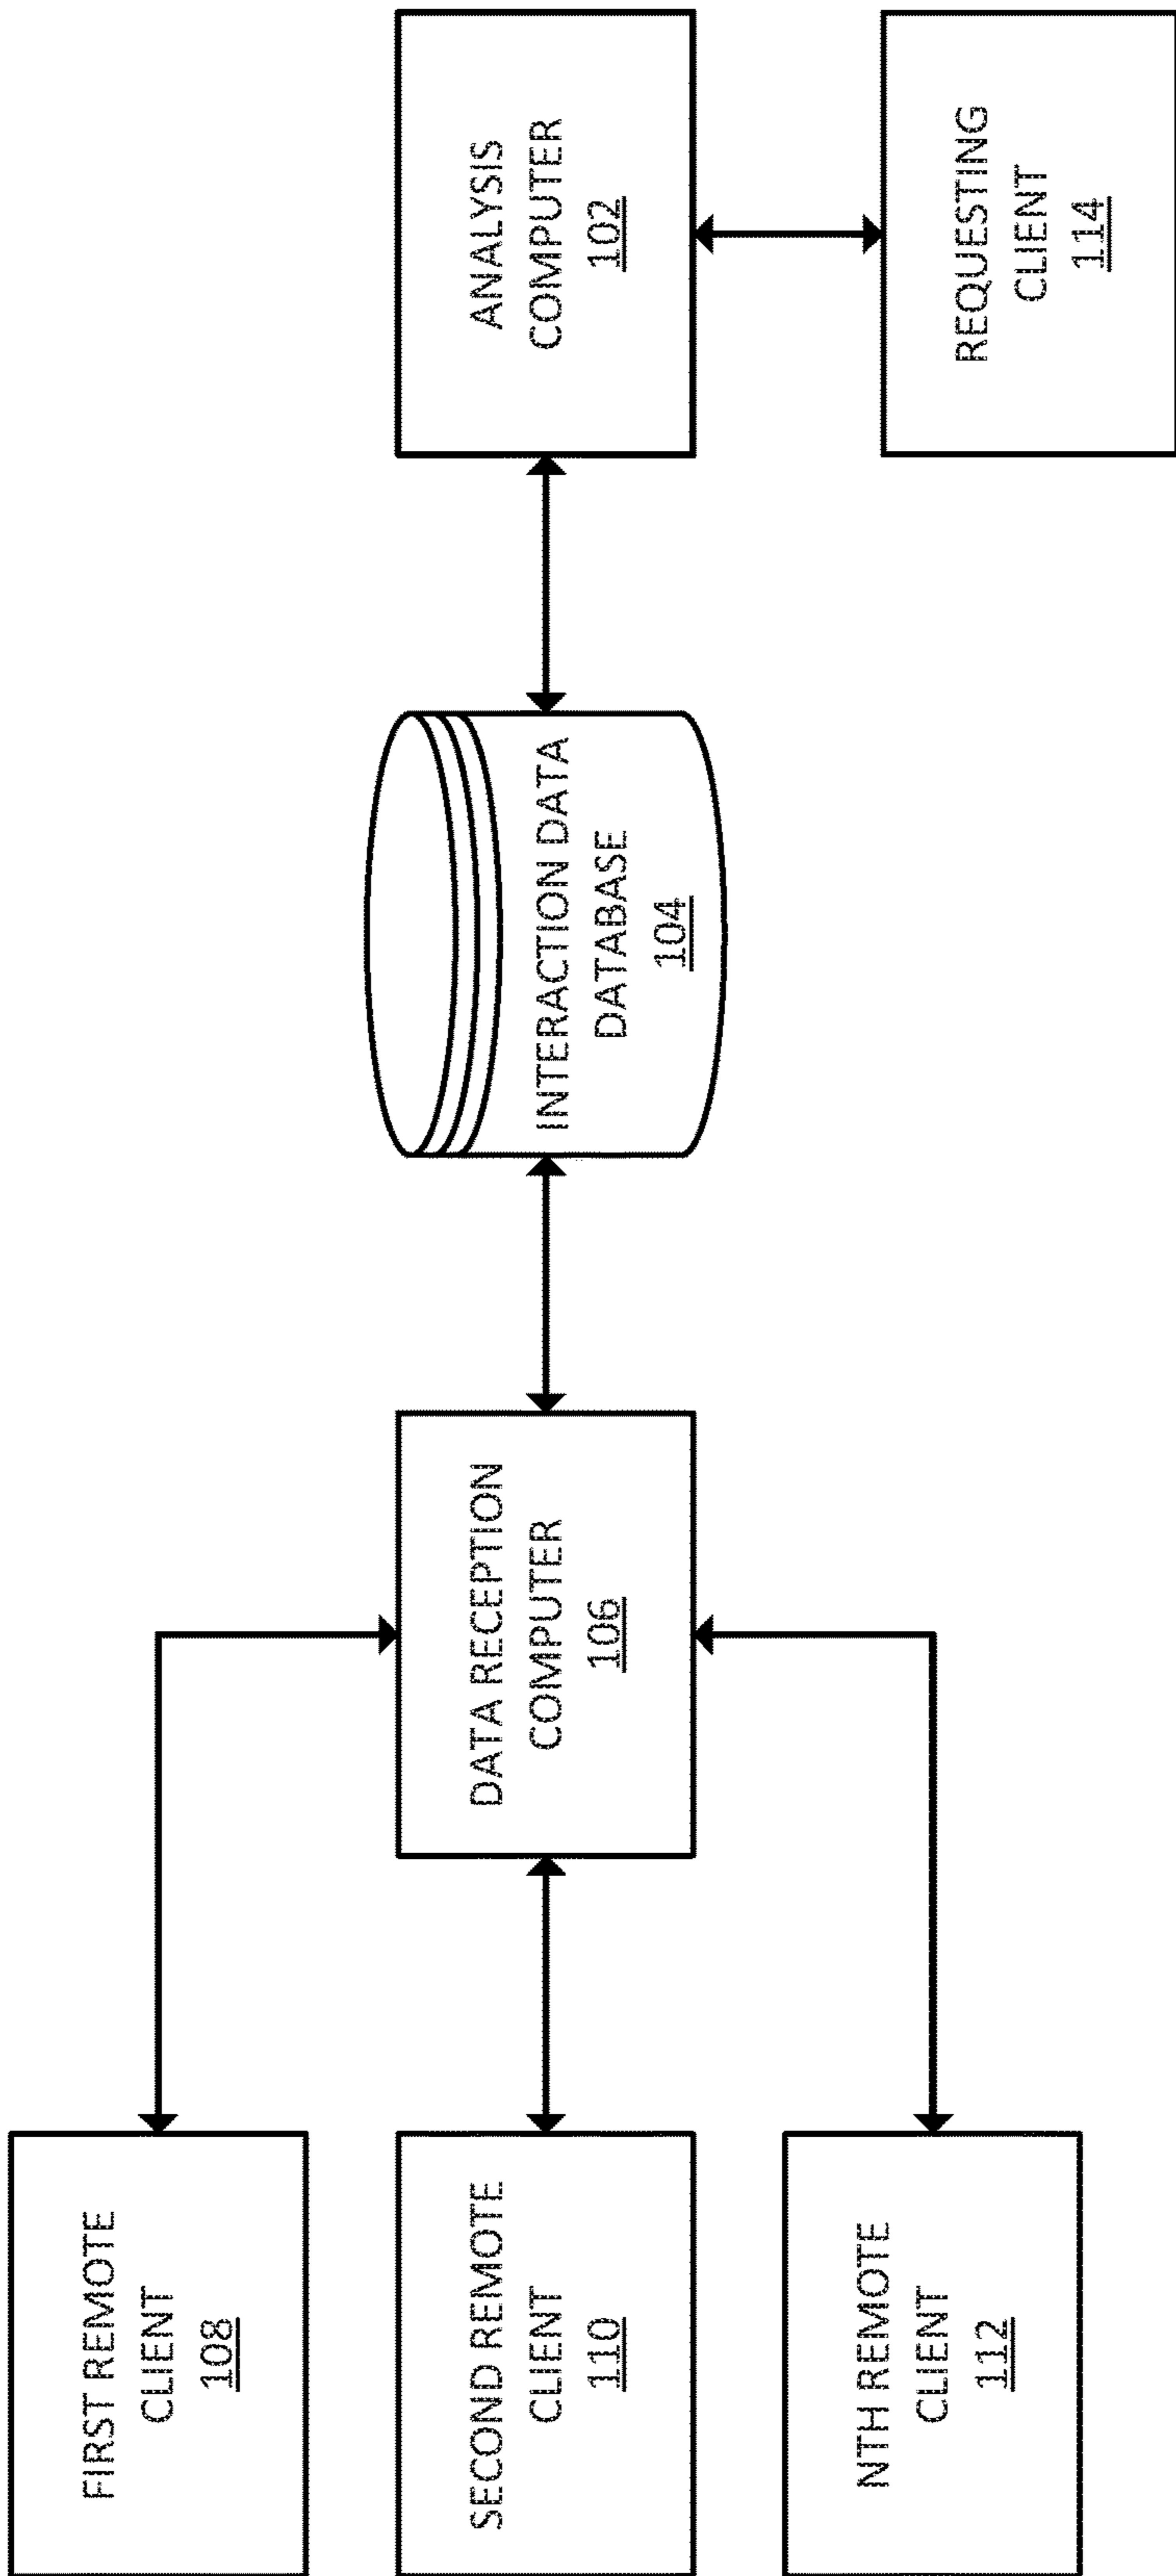 FIRST REMOTE
CLIENT
108
SECOND REMOTE
CLIENT
110
NTH REMOTE
CLIENT
112
DATA RECEPTION
COMPUTER
106
INTERACTION DATA
DATABASE
104
ANALYSIS
COMPUTER
102
REQUESTING
CLIENT
114